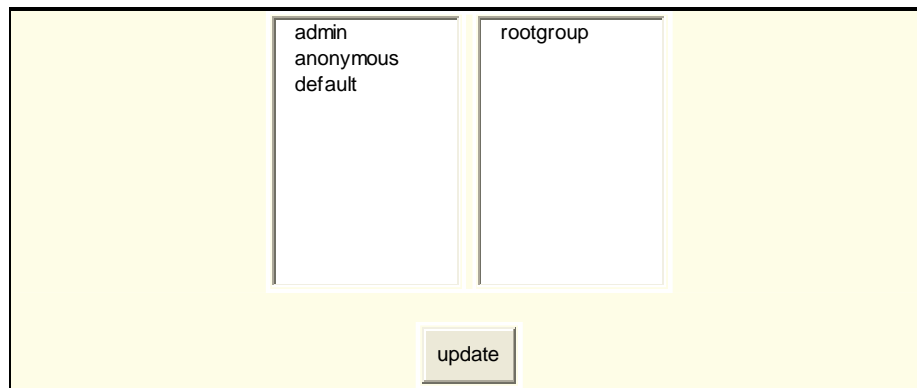 admin
anonymous
default
rootgroup
update